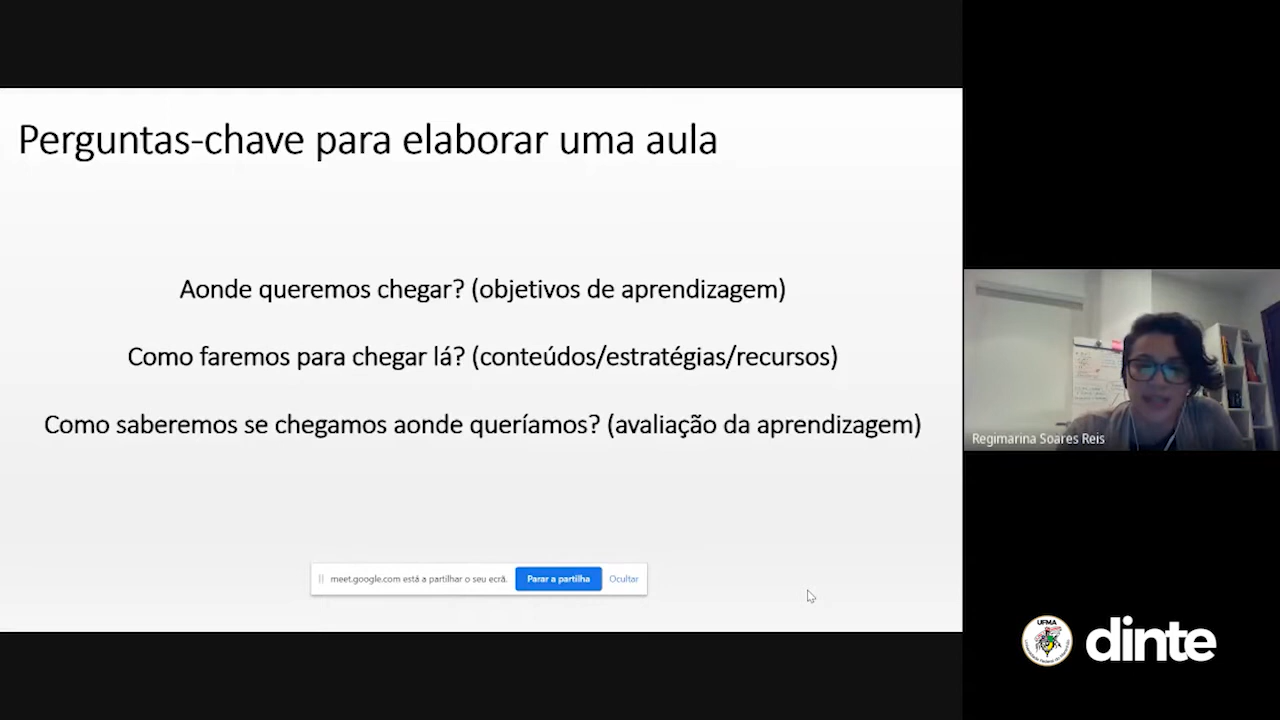 Perguntas-chave para elaborar uma aula
Aonde queremos chegar? (objetivos de aprendizagem)
Como faremos para chegar lá? (conteúdos/estratégias/recursos)
Como saberemos se chegamos aonde queríamos? (avaliação da aprendizagem)
meet.google.com está a partilhar o seu ecrã.
Parar a partilha
Ocultar
Regimarina Soares Reis
UFMA
dinte